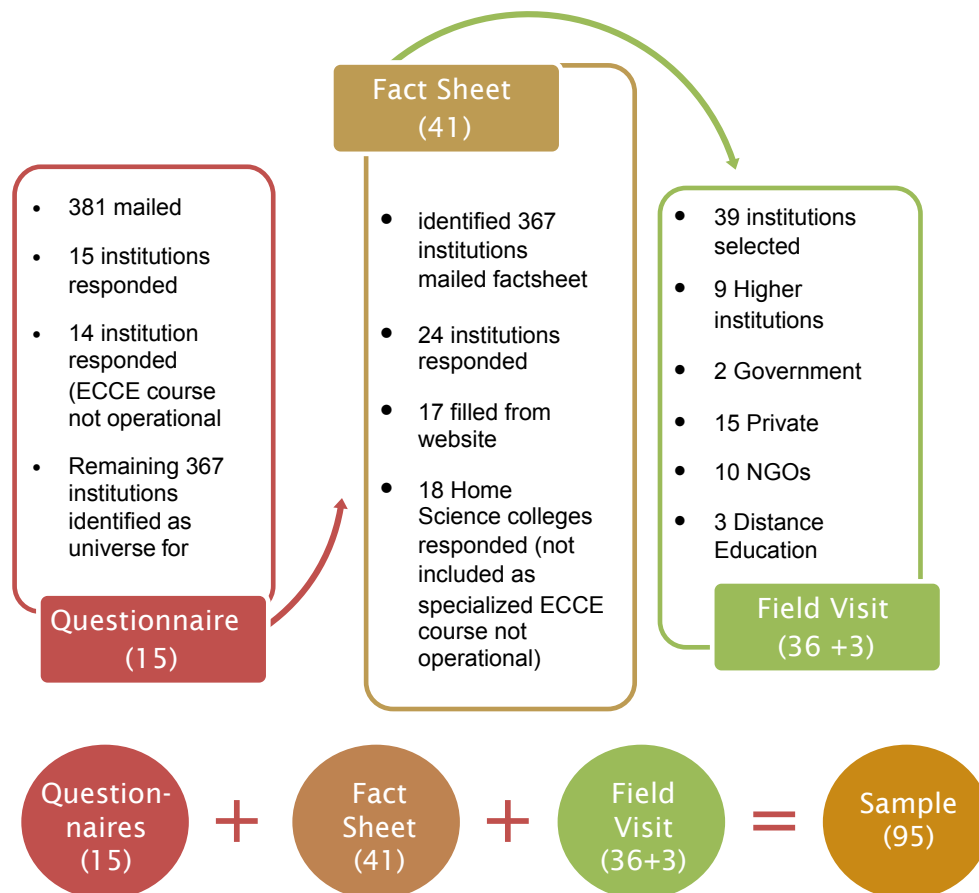 Fact Sheet
(41)
• 381 mailed
• 15 institutions
responded
• 14 institution
responded
(ECCE course
not operational
• Remaining 367
institutions
identified as
universe for
Questionnaire
(15)
• identified 367
institutions
mailed factsheet
• 24 institutions
responded
• 17 filled from
website
• 18 Home
Science colleges
responded (not
included as
specialized ECCE
course not
operational)
• 39 institutions
selected
• 9 Higher
institutions
• 2 Government
• 15 Private
• 10 NGOs
• 3 Distance
Education
Field Visit
(36 +3)
Question-
naires
(15)
+
Fact
Sheet
(41)
+
Field
Visit
(36+3)
=
Sample
(95)